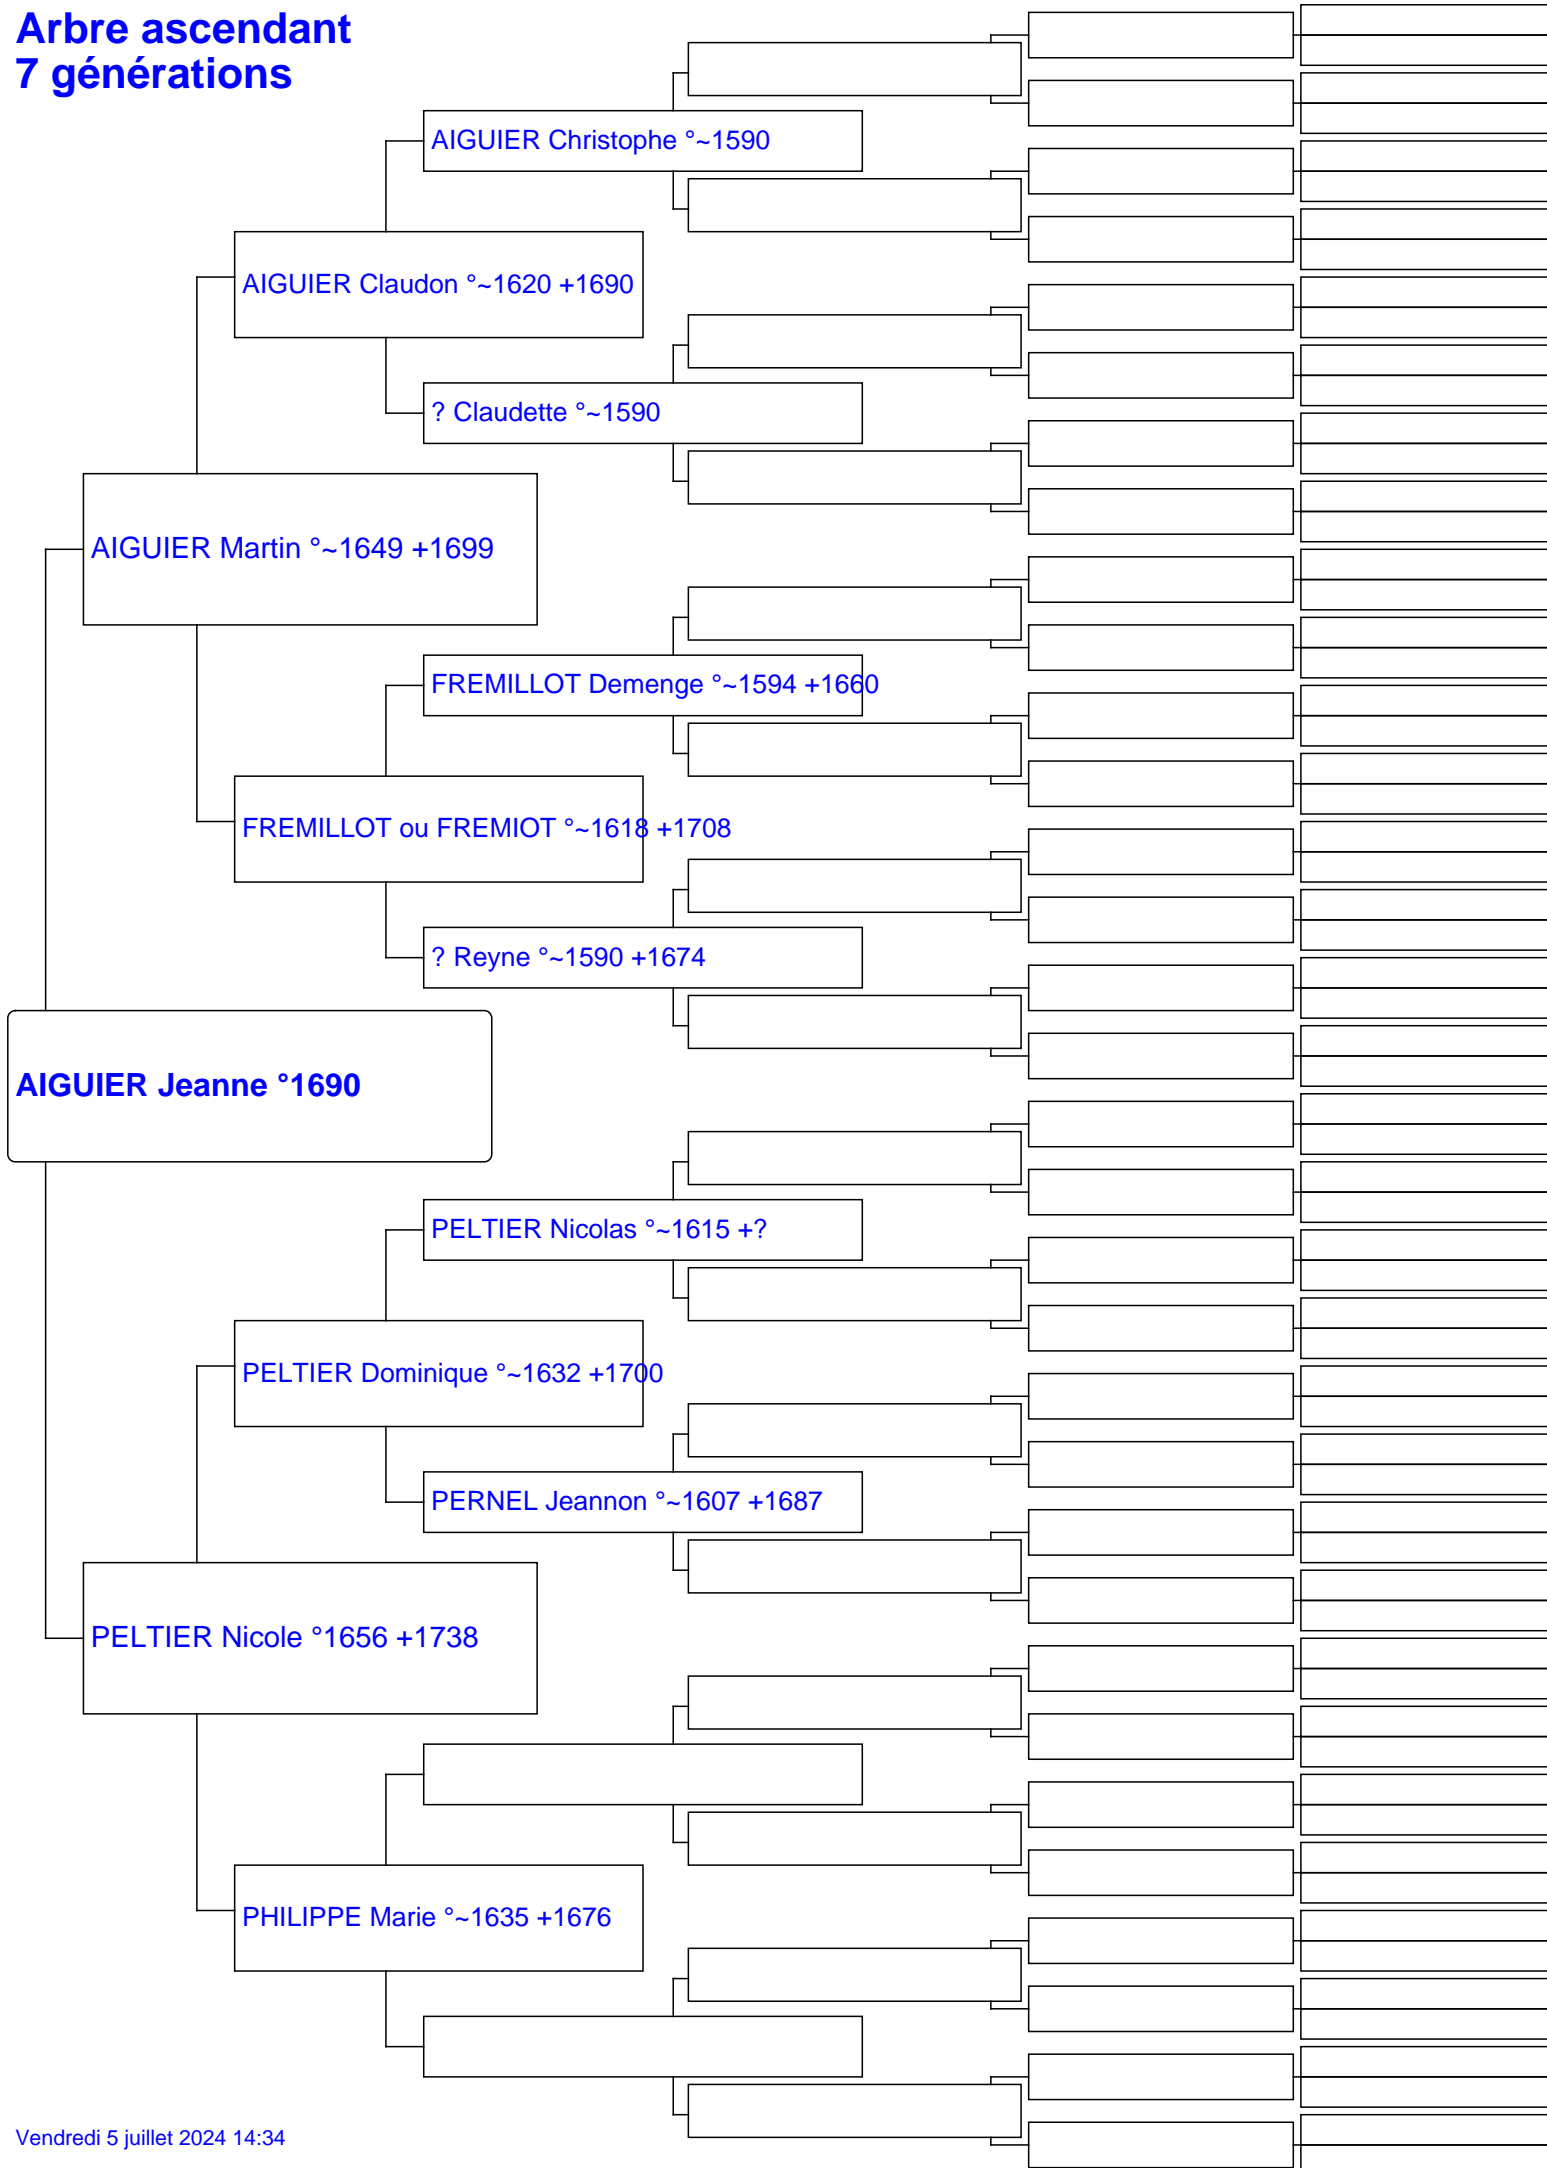 Arbre ascendant
7 générations
AIGUIER Christophe °~1590
AIGUIER Claudon °~1620 +1690
? Claudette °~1590
AIGUIER Martin °~1649 +1699
FREMILLOT Demenge °~1594 +1660
FREMILLOT ou FREMIOT °~1618 +1708
? Reyne °~1590 +1674
AIGUIER Jeanne °1690
PELTIER Nicolas °~1615 +?
PELTIER Dominique °~1632 +1700
PERNEL Jeannon °~1607 +1687
PELTIER Nicole °1656 +1738
PHILIPPE Marie °~1635 +1676
Vendredi 5 juillet 2024 14:34